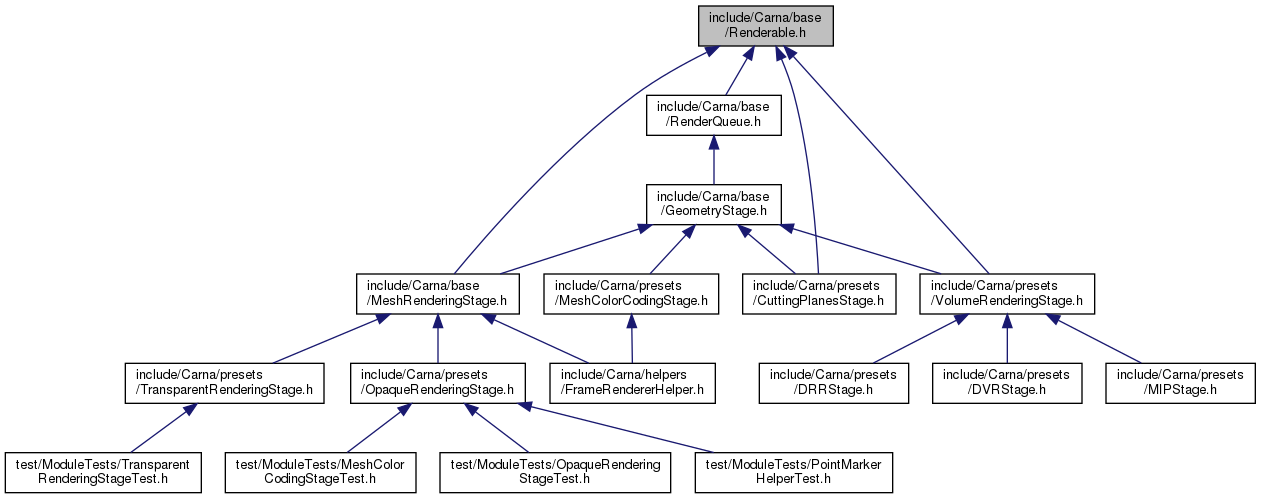 include/Carna/base
/Renderable.h
include/Carna/base
/RenderQueue.h
include/Carna/base
/GeometryStage.h
include/Carna/base
/MeshRenderingStage.h
include/Carna/presets
/MeshColorCodingStage.h
include/Carna/presets
/CuttingPlanesStage.h
include/Carna/presets
/VolumeRenderingStage.h
include/Carna/presets
/TransparentRenderingStage.h
include/Carna/presets
/OpaqueRenderingStage.h
include/Carna/helpers
/FrameRendererHelper.h
include/Carna/presets
/DRRStage.h
include/Carna/presets
/DVRStage.h
include/Carna/presets
/MIPStage.h
test/ModuleTests/Transparent
RenderingStageTest.h
test/ModuleTests/MeshColor
CodingStageTest.h
test/ModuleTests/OpaqueRendering
StageTest.h
test/ModuleTests/PointMarker
HelperTest.h